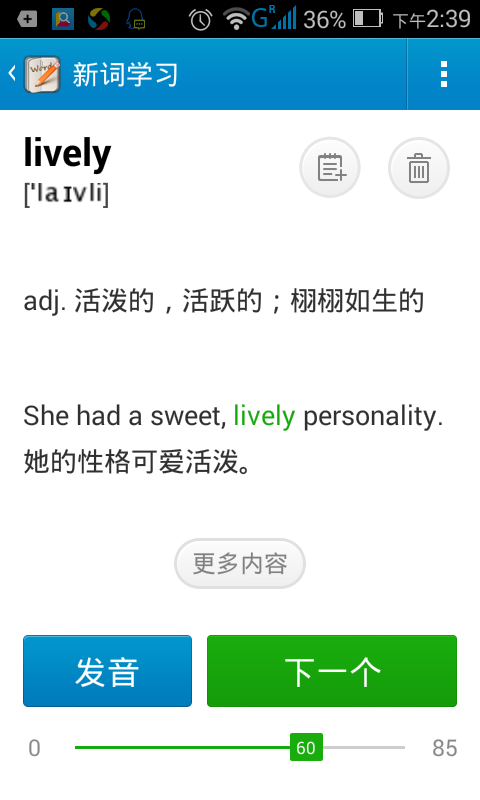 G R 36% 下午2:39
Words 新词学习
lively
['laɪvli]
adj. 活泼的，活跃的；栩栩如生的
She had a sweet, lively personality.
她的性格可爱活泼。
更多内容
发音 下一个
0 60 85